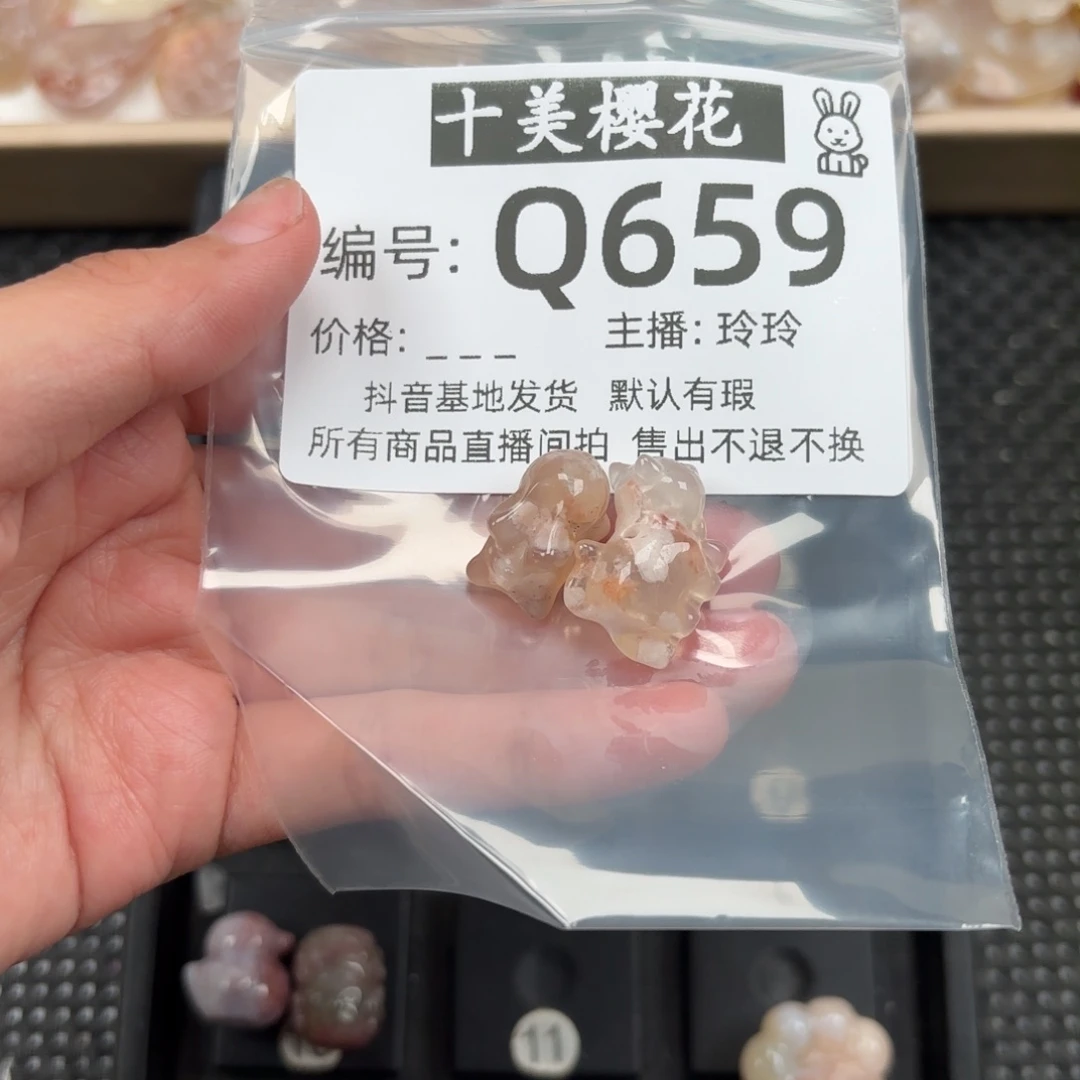 十美樱花
编号: Q659
价格: _ _ _ 主播: 玲玲
抖音基地发货 默认有瑕
所有商品直播间拍 售出不退不换
11